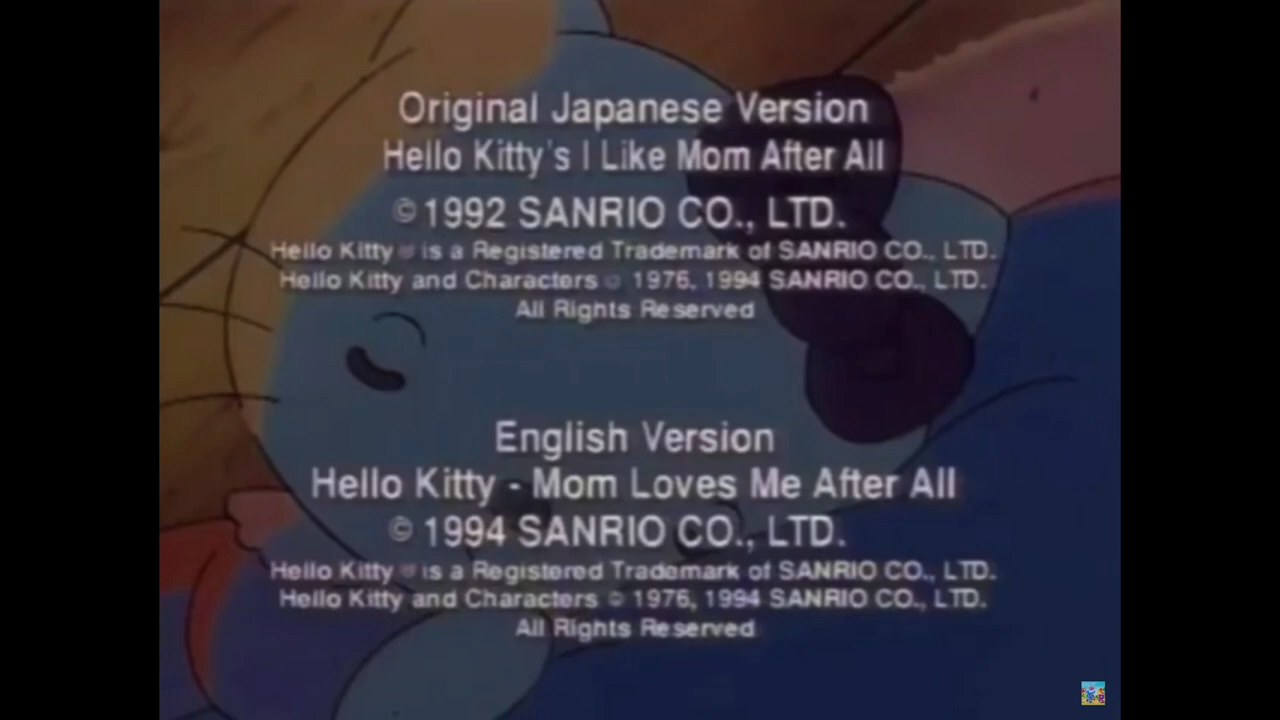 Original Japanese Version
Hello Kitty's I Like Mom After All
© 1992 SANRIO CO., LTD.
Hello Kitty ® is a Registered Trademark of SANRIO CO., LTD.
Hello Kitty and Characters © 1976, 1994 SANRIO CO., LTD.
All Rights Reserved
English Version
Hello Kitty - Mom Loves Me After All
© 1994 SANRIO CO., LTD.
Hello Kitty ® is a Registered Trademark of SANRIO CO., LTD.
Hello Kitty and Characters © 1976, 1994 SANRIO CO., LTD.
All Rights Reserved